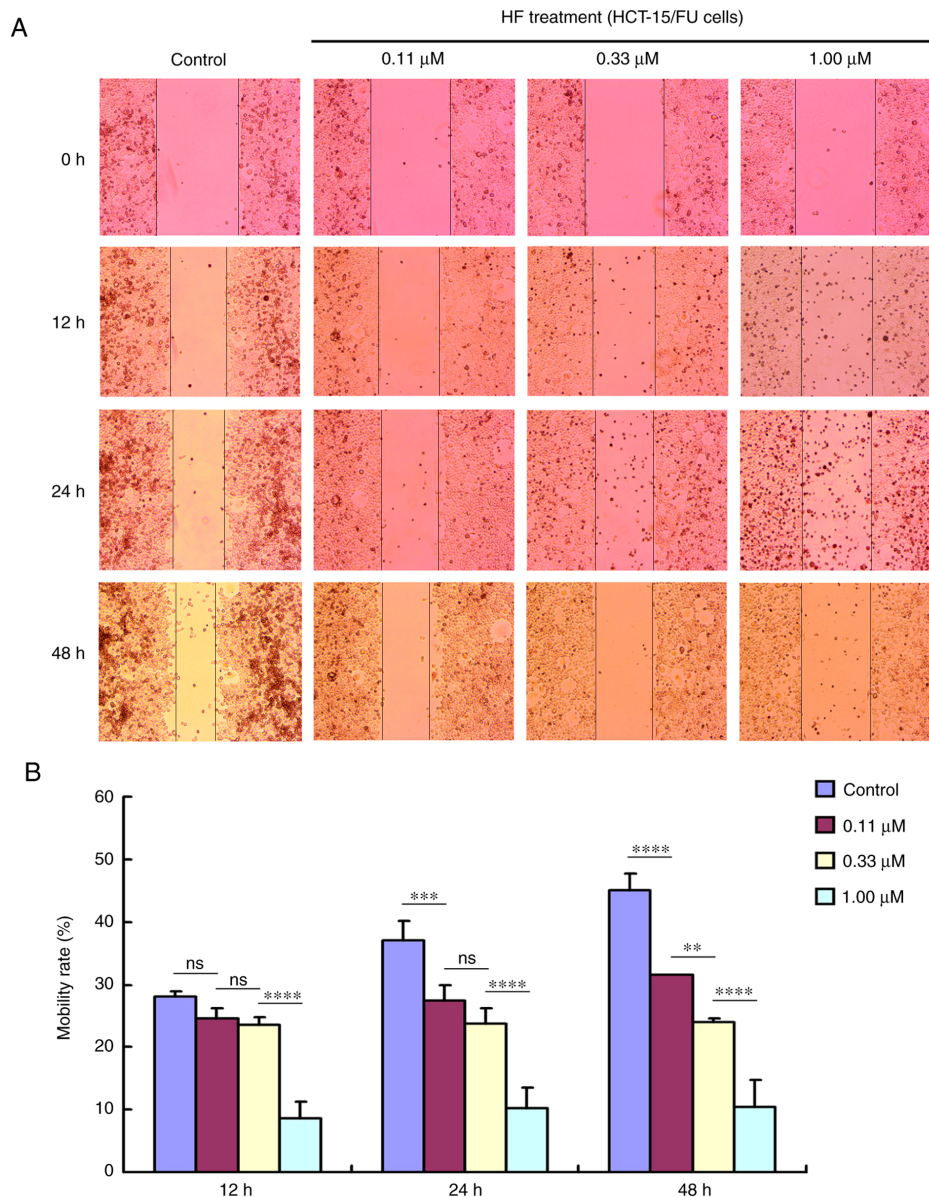 A
HF treatment (HCT-15/FU cells)
Control
0.11 μM
0.33 μM
1.00 μM
0 h
12 h
24 h
48 h
B
60
50
40
30
20
10
0
Mobility rate (%)
ns
ns
****
***
ns
****
****
**
****
12 h
24 h
48 h
Control
0.11 μM
0.33 μM
1.00 μM